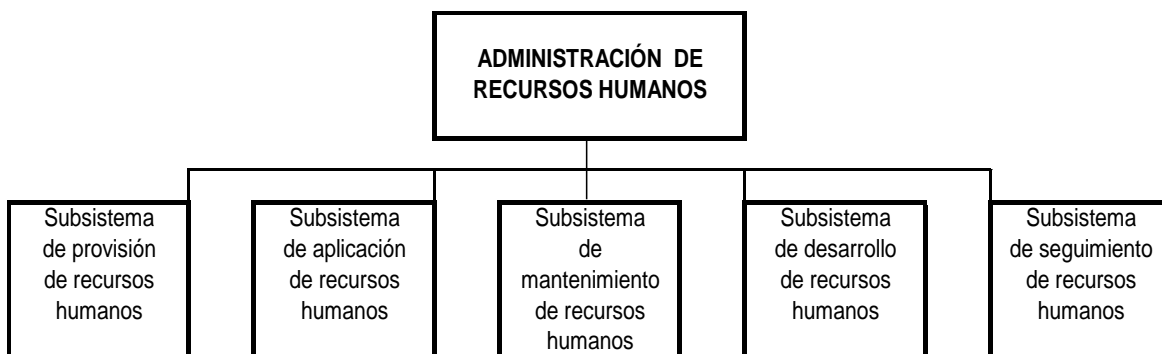 ADMINISTRACIÓN DE
RECURSOS HUMANOS
Subsistema
de provisión
de recursos
humanos
Subsistema
de aplicación
de recursos
humanos
Subsistema
de
mantenimiento
de recursos
humanos
Subsistema
de desarrollo
de recursos
humanos
Subsistema
de seguimiento
de recursos
humanos